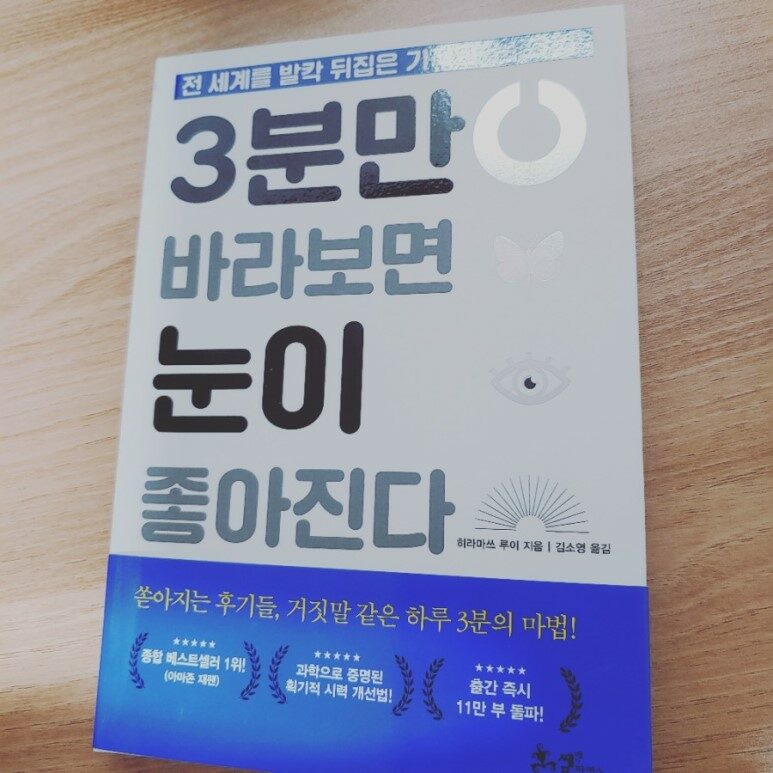 전 세계를 발칵 뒤집은
3분만
바라보면
눈이
좋아진다
히라마쓰 루이 지음 | 김소영 옮김
쏟아지는 후기들, 거짓말 같은 하루 3분의 마법!
종합 베스트셀러 1위!
(아마존 재팬)
과학으로 증명된
획기적 시력 개선법!
출간 즉시
11만 부 돌파!